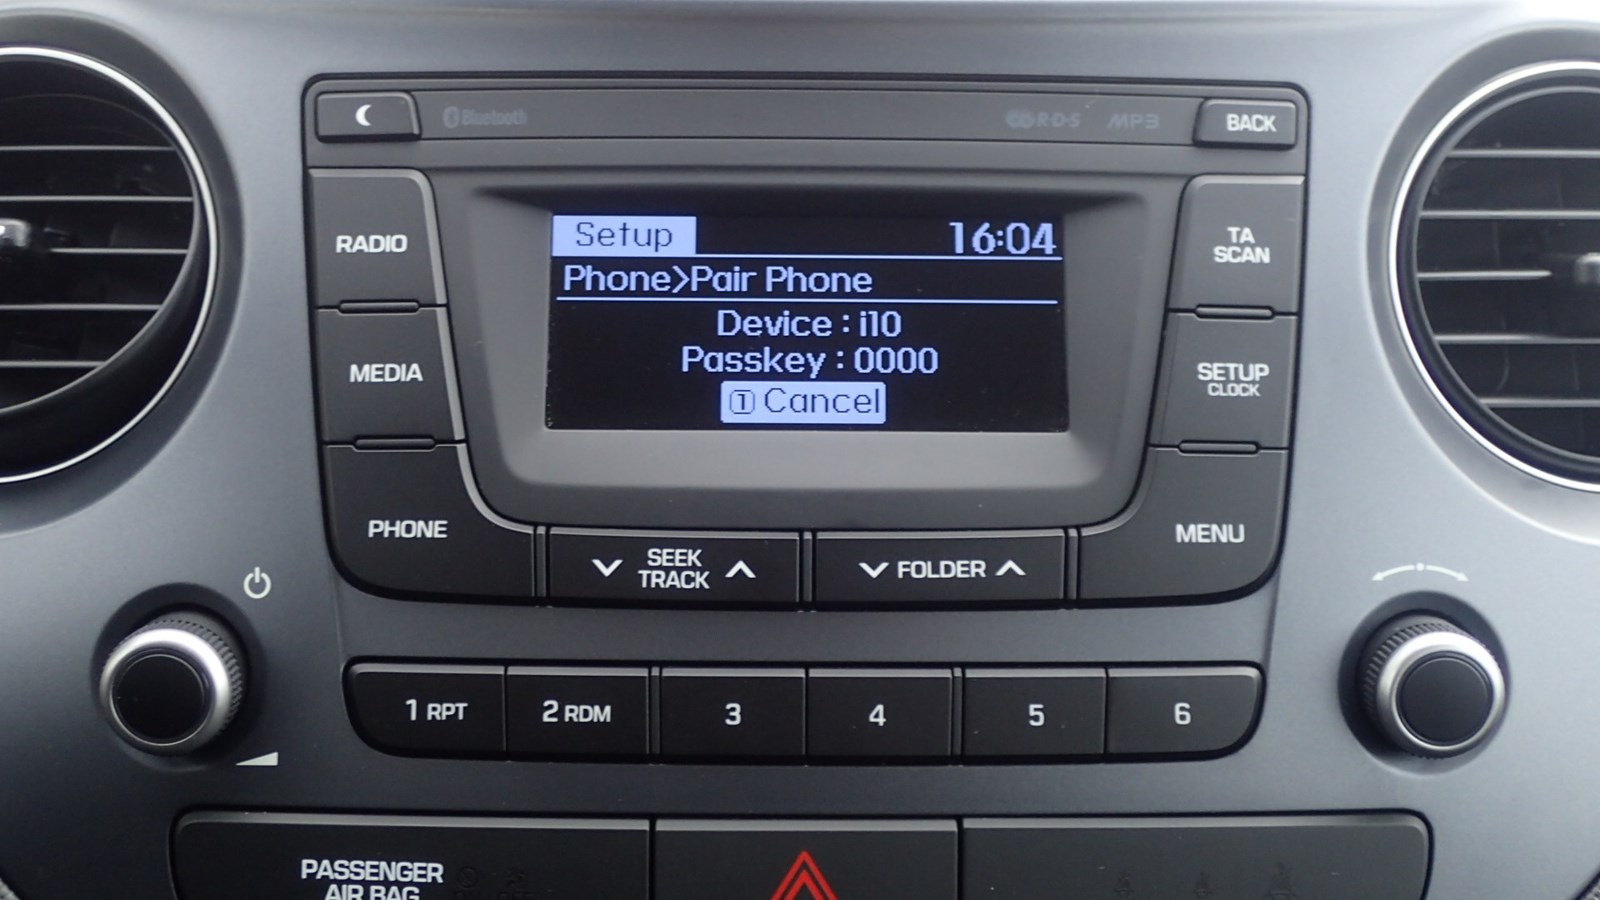 Bluetooth
RDS MP3
BACK
RADIO
Setup 16:04
TA
SCAN
Phone>Pair Phone
Device : i10
Passkey : 0000
1 Cancel
MEDIA
SETUP
CLOCK
PHONE
SEEK
TRACK
FOLDER
MENU
1 RPT
2 RDM
3
4
5
6
PASSENGER
AIR BAG